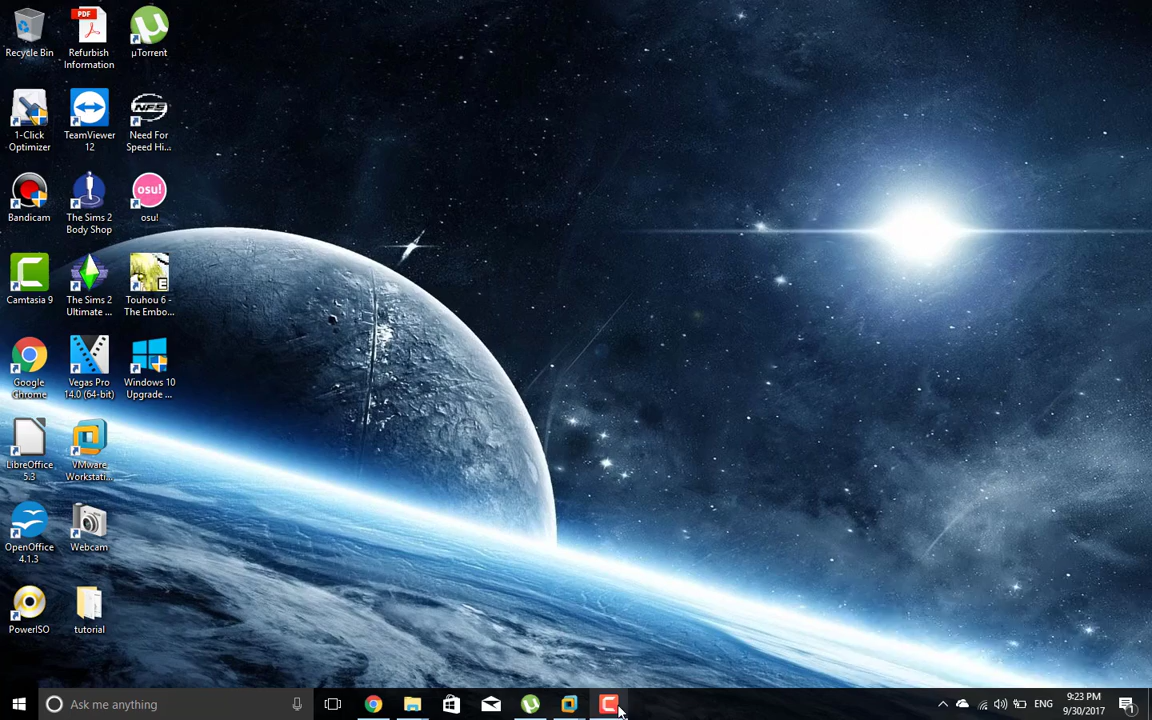 Recycle Bin
PDF
Refurbish
Information
µ
µTorrent
1-Click
Optimizer
TeamViewer
12
NFS
Need For
Speed Hi...
Bandicam
The Sims 2
Body Shop
osu!
osu!
Camtasia 9
The Sims 2
Ultimate ...
E
Touhou 6 -
The Embo...
Google
Chrome
Vegas Pro
14.0 (64-bit)
Windows 10
Upgrade ...
LibreOffice
5.3
VMware
Workstati...
OpenOffice
4.1.3
Webcam
PowerISO
tutorial
Ask me anything
ENG
9:23 PM
9/30/2017
1